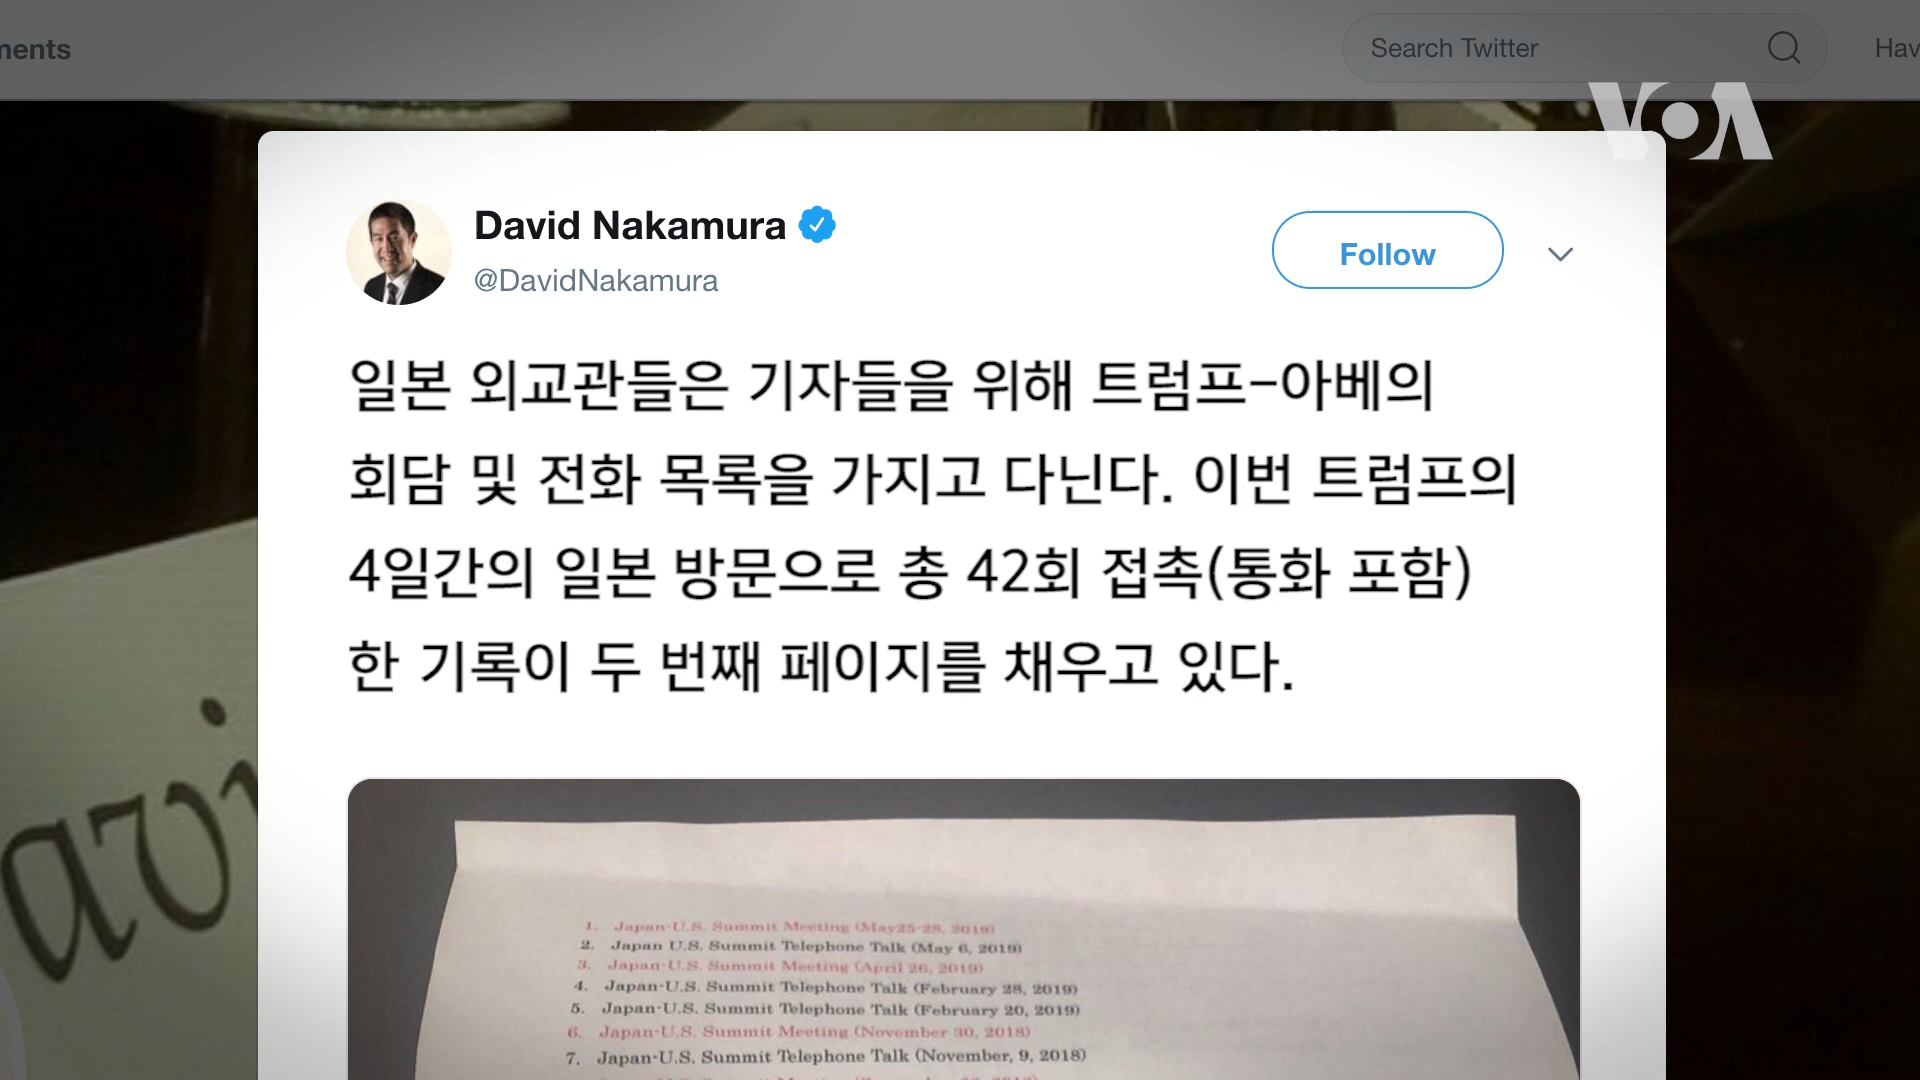 ments
Search Twitter
Hav
VOA
David Nakamura
@DavidNakamura
Follow
일본 외교관들은 기자들을 위해 트럼프-아베의
회담 및 전화 목록을 가지고 다닌다. 이번 트럼프의
4일간의 일본 방문으로 총 42회 접촉(통화 포함)
한 기록이 두 번째 페이지를 채우고 있다.
avi
1. Japan-U.S. Summit Meeting (May25-28, 2019)
2. Japan U.S. Summit Telephone Talk (May 6, 2019)
3. Japan-U.S. Summit Meeting (April 26, 2019)
4. Japan-U.S. Summit Telephone Talk (February 28, 2019)
5. Japan-U.S. Summit Telephone Talk (February 20, 2019)
6. Japan-U.S. Summit Meeting (November 30, 2018)
7. Japan-U.S. Summit Telephone Talk (November, 9, 2018)